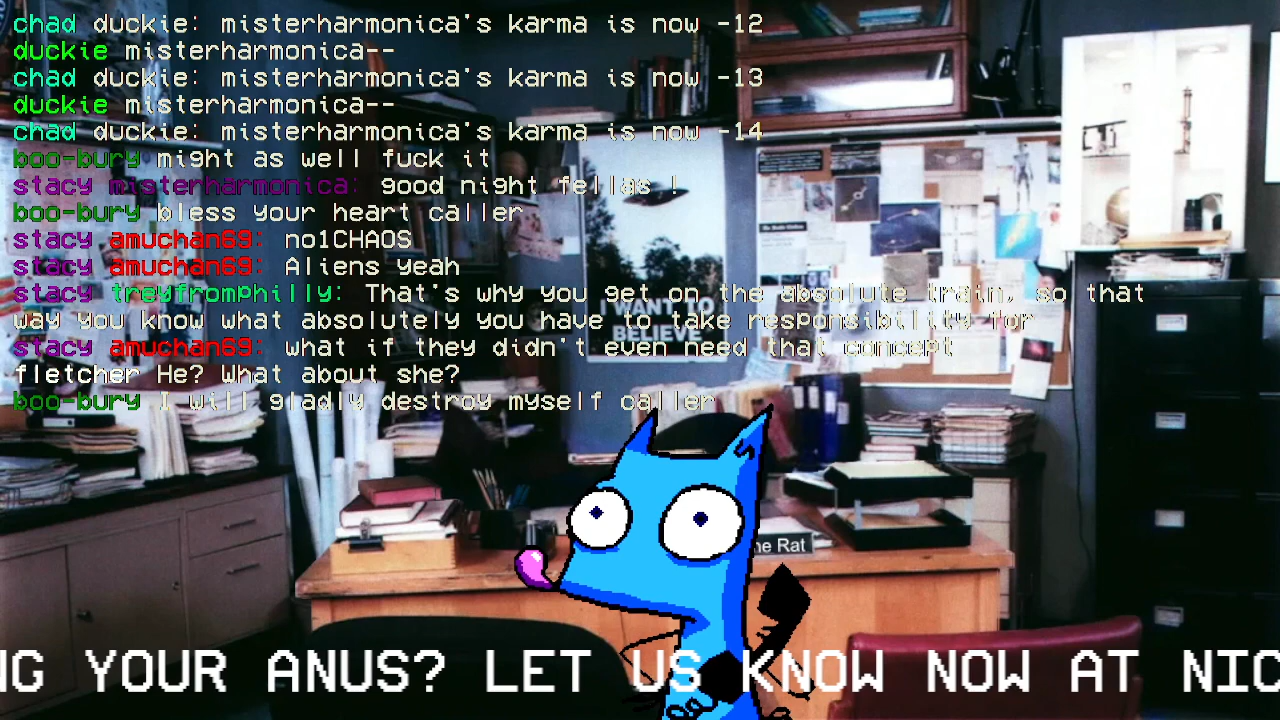 chad duckie: misterharmonica's karma is now -12
duckie misterharmonica--
chad duckie: misterharmonica's karma is now -13
duckie misterharmonica--
chad duckie: misterharmonica's karma is now -14
boo-bury might as well fuck it
stacy misterharmonica: good night fellas !
boo-bury bless your heart caller
stacy amuchan69: no1CHAOS
stacy amuchan69: Aliens yeah
stacy treyfromphilly: That's why you get on the absolute train, so that
way you know what absolutely you have to take responsibility for
stacy amuchan69: what if they didn't even need that concept
fletcher He? What about she?
boo-bury I will gladly destroy myself caller
I WANT TO
BELIEVE
he Rat
NG YOUR ANUS? LET US KNOW NOW AT NIC